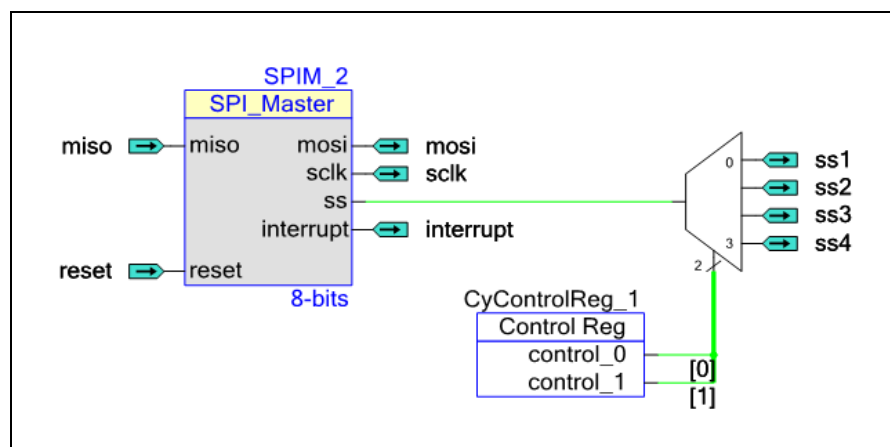 SPIM_2
SPI_Master
miso miso mosi mosi
sclk sclk
ss
interrupt interrupt
reset reset
8-bits
0 ss1
ss2
ss3
3 ss4
2
CyControlReg_1
Control Reg
control_0
[0]
control_1
[1]